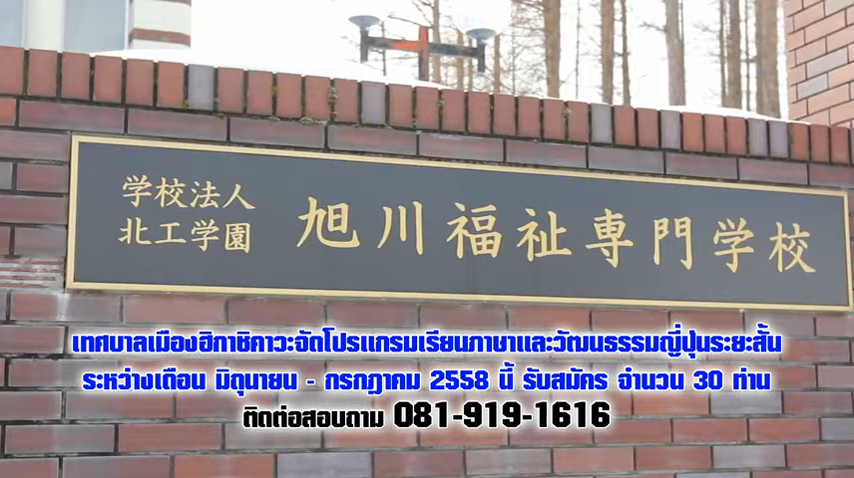 学校法人
北工学園
旭川福祉専門学校
เทศบาลเมืองฮิกาชิคาวะจัดโปรแกรมเรียนภาษาและวัฒนธรรมญี่ปุ่นระยะสั้น
ระหว่างเดือน มิถุนายน - กรกฎาคม 2558 นี้ รับสมัคร จำนวน 30 ท่าน
ติดต่อสอบถาม 081-919-1616